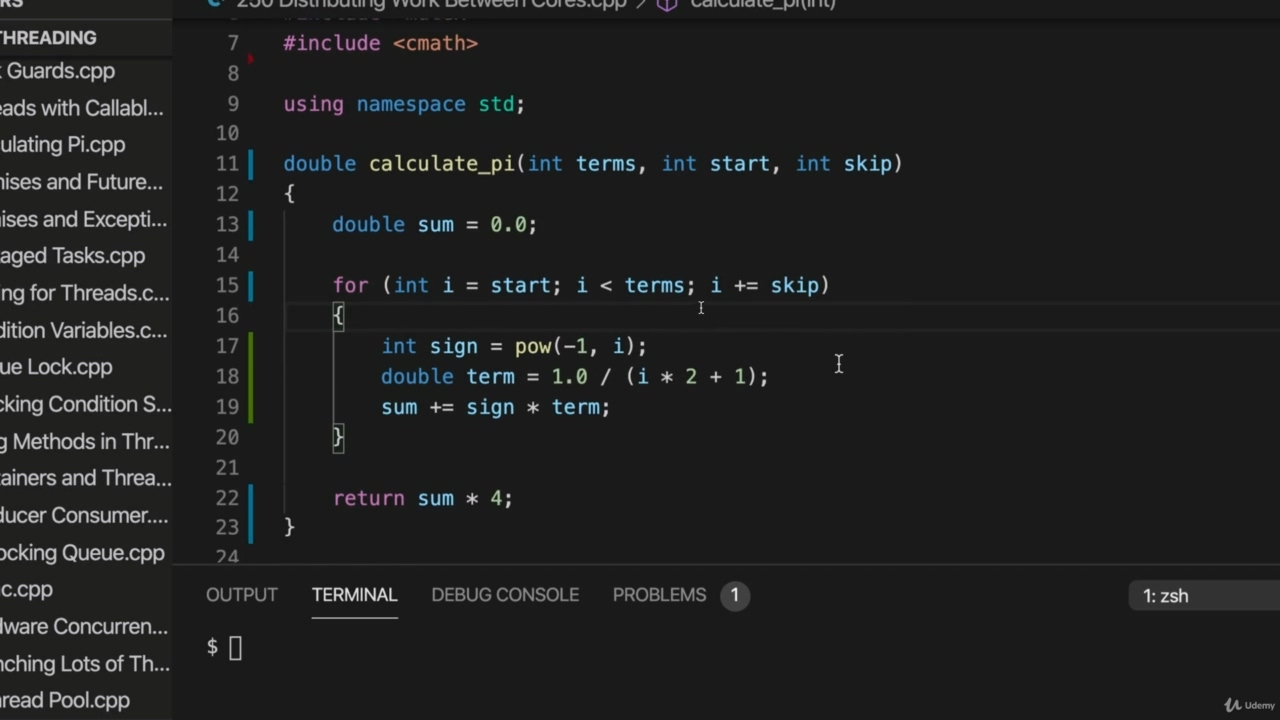 RS
250 Distributing Work Between Cores.cpp calculate_pi(int)
THREADING
Guards.cpp
eads with Callabl...
ulating Pi.cpp
nises and Future...
nises and Excepti...
aged Tasks.cpp
ing for Threads.c...
dition Variables.c...
ue Lock.cpp
cking Condition S...
g Methods in Thr...
tainers and Threa...
ducer Consumer....
ocking Queue.cpp
nc.cpp
dware Concurren...
nching Lots of Th...
read Pool.cpp
7 #include <cmath>
8
9 using namespace std;
10
11 double calculate_pi(int terms, int start, int skip)
12 {
13 double sum = 0.0;
14
15 for (int i = start; i < terms; i += skip)
16 {
17 int sign = pow(-1, i);
18 double term = 1.0 / (i * 2 + 1);
19 sum += sign * term;
20 }
21
22 return sum * 4;
23 }
24
OUTPUT TERMINAL DEBUG CONSOLE PROBLEMS 1 1: zsh
$
Udemy